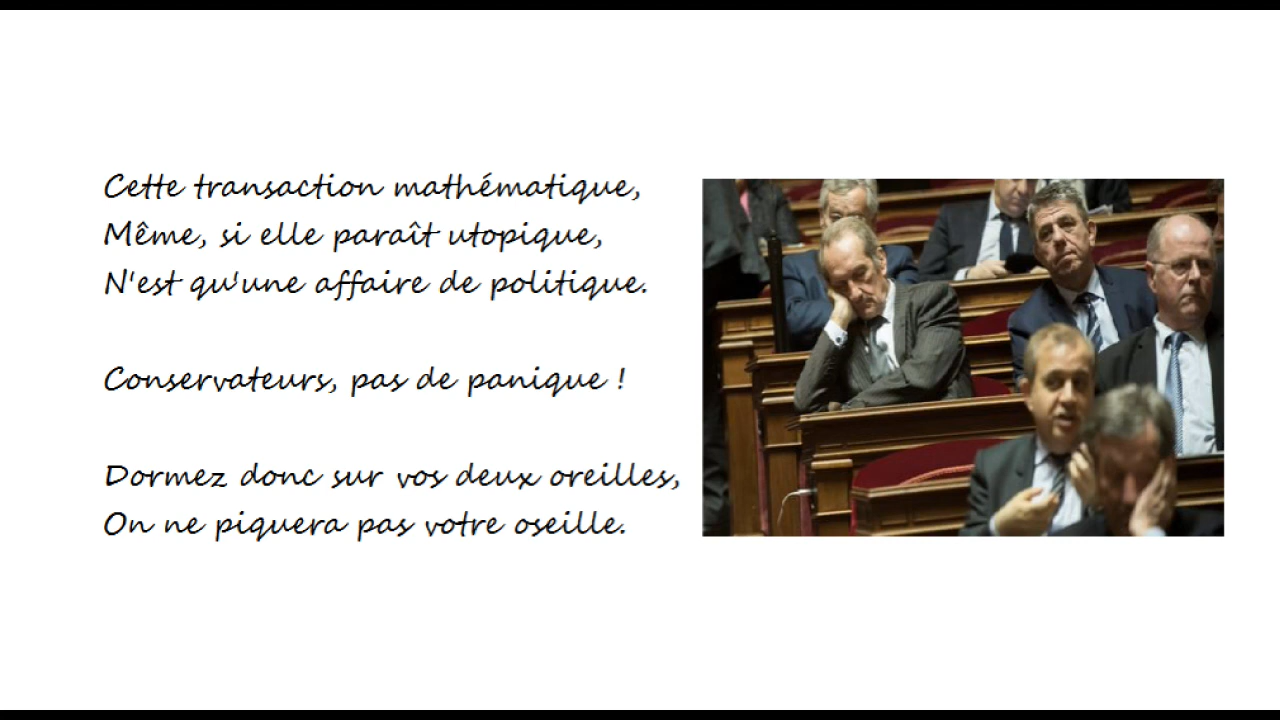 Cette transaction mathématique,
Même, si elle paraît utopique,
N'est qu'une affaire de politique.
Conservateurs, pas de panique !
Dormez donc sur vos deux oreilles,
On ne piquera pas votre oseille.